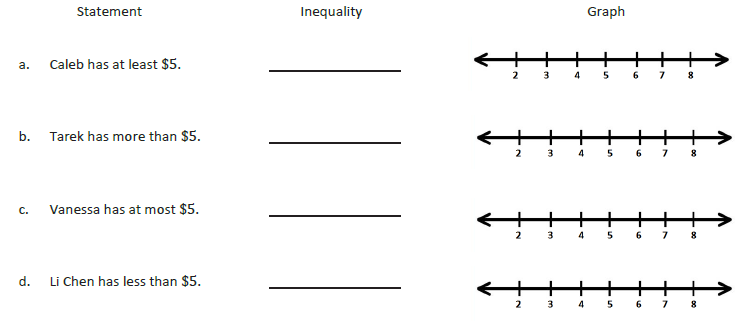 Statement Inequality Graph
a. Caleb has at least $5.
2 3 4 5 6 7 8
b. Tarek has more than $5.
2 3 4 5 6 7 8
c. Vanessa has at most $5.
2 3 4 5 6 7 8
d. Li Chen has less than $5.
2 3 4 5 6 7 8